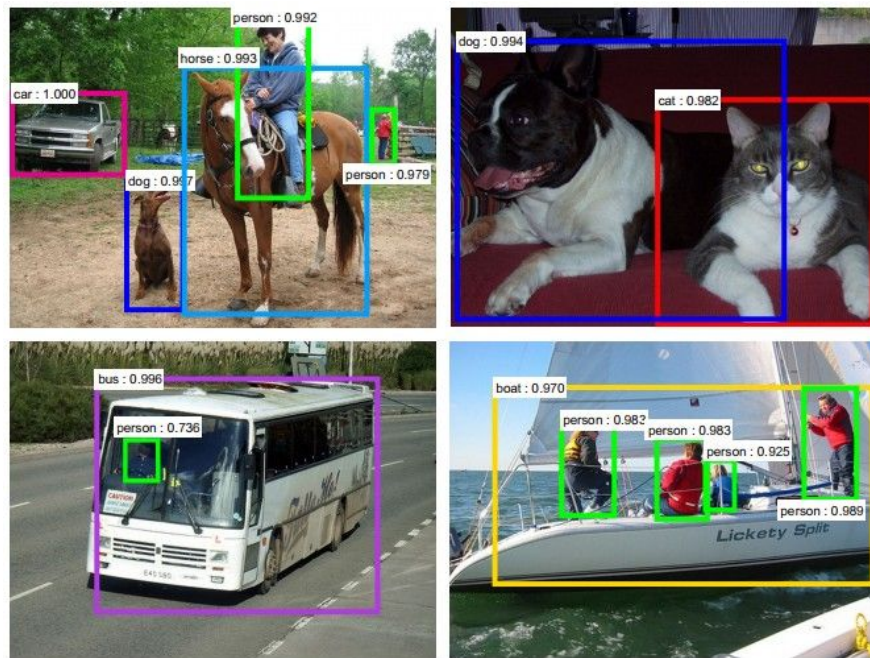 person : 0.992
horse : 0.993
car : 1.000
person : 0.979
dog : 0.997
dog : 0.994
cat : 0.982
bus : 0.996
person : 0.736
CAUTION
L
boat : 0.970
person : 0.983
person : 0.983
person : 0.925
person : 0.989
Lickety Split